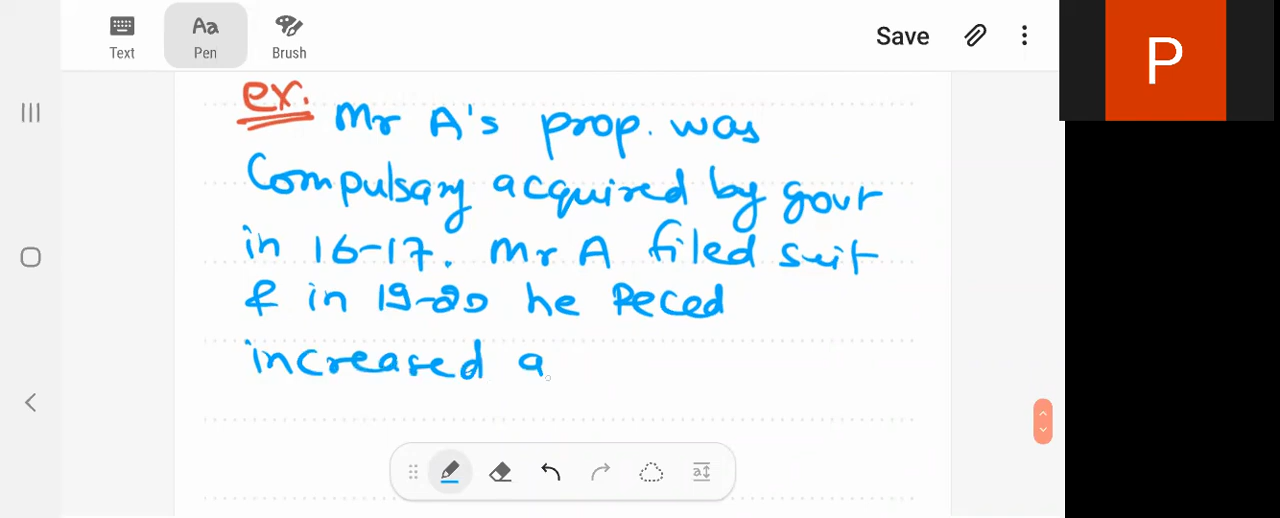 Text
Pen
Brush
Save
P
ex. Mr A's prop. was
Compulsary acquired by govt
in 16-17. Mr A filed suit
& in 19-20 he Reced
increased a